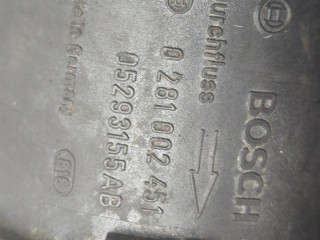 BOSCH
Durchfluss
0 281 002 451
05293155AB
Made in Germany